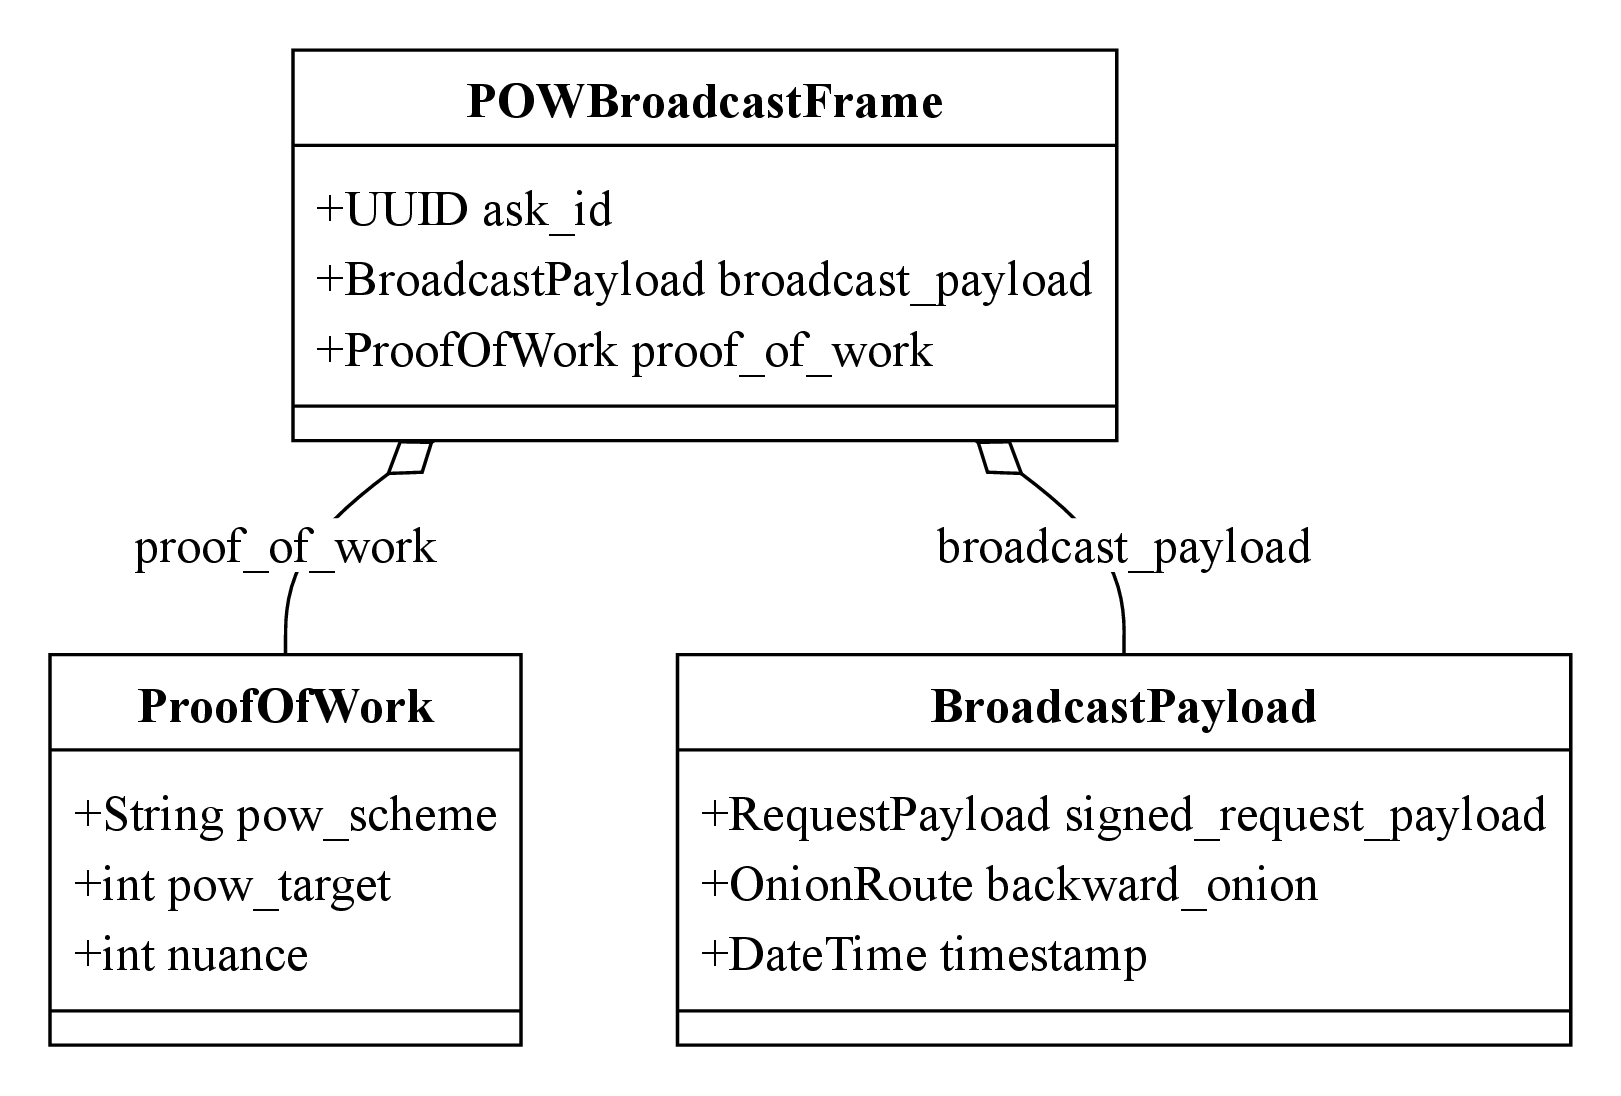 POWBroadcastFrame
+UUID ask_id
+BroadcastPayload broadcast_payload
+ProofOfWork proof_of_work
proof_of_work
broadcast_payload
ProofOfWork
+String pow_scheme
+int pow_target
+int nuance
BroadcastPayload
+RequestPayload signed_request_payload
+OnionRoute backward_onion
+DateTime timestamp